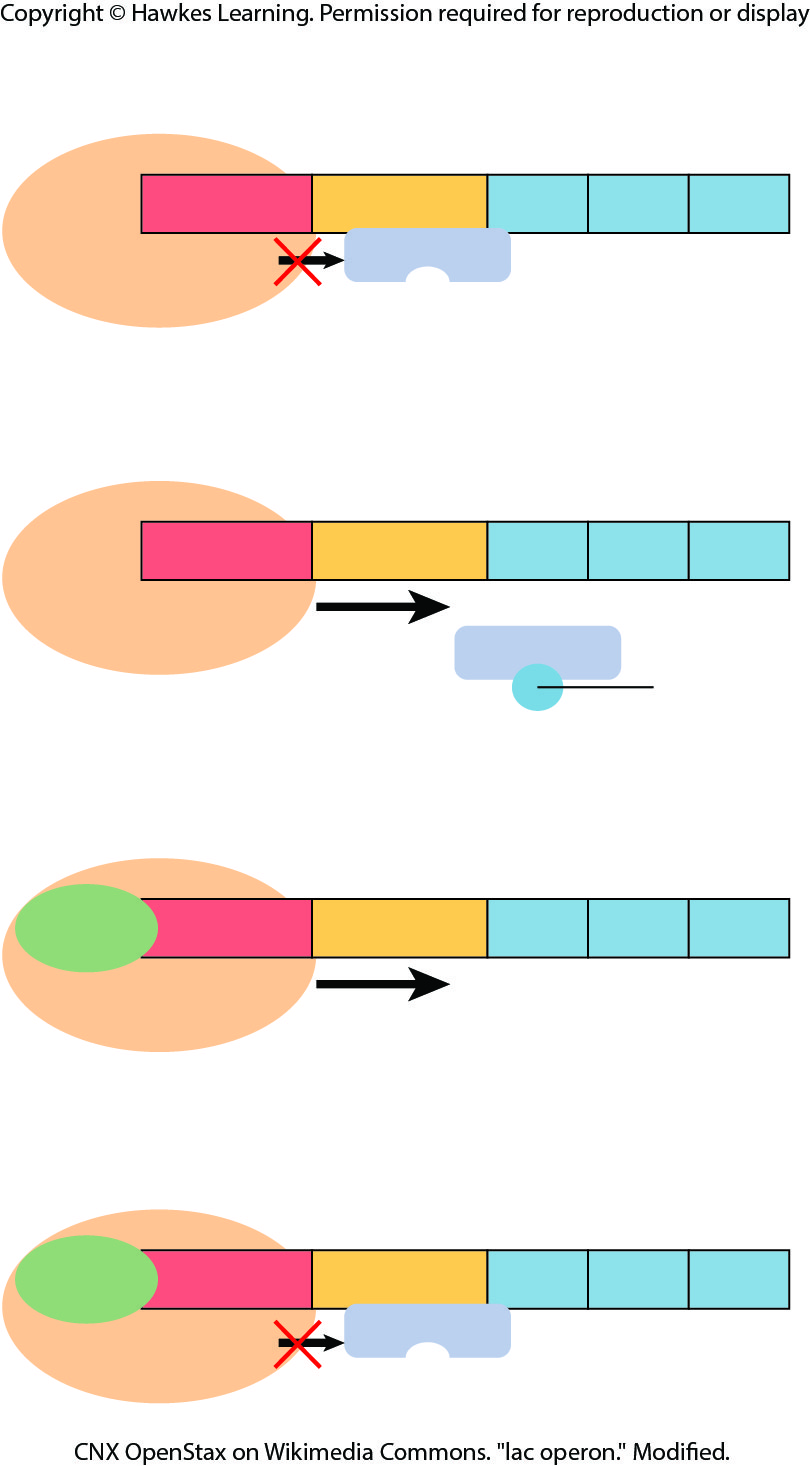 Copyright © Hawkes Learning. Permission required for reproduction or display
CNX OpenStax on Wikimedia Commons. "lac operon." Modified.